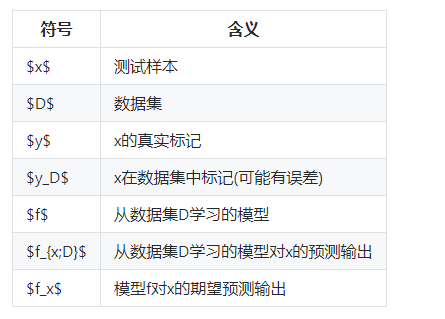 符号 含义
$x$ 测试样本
$D$ 数据集
$y$ x的真实标记
$y_D$ x在数据集中标记(可能有误差)
$f$ 从数据集D学习的模型
$f_{x;D}$ 从数据集D学习的模型对x的预测输出
$f_x$ 模型f对x的期望预测输出